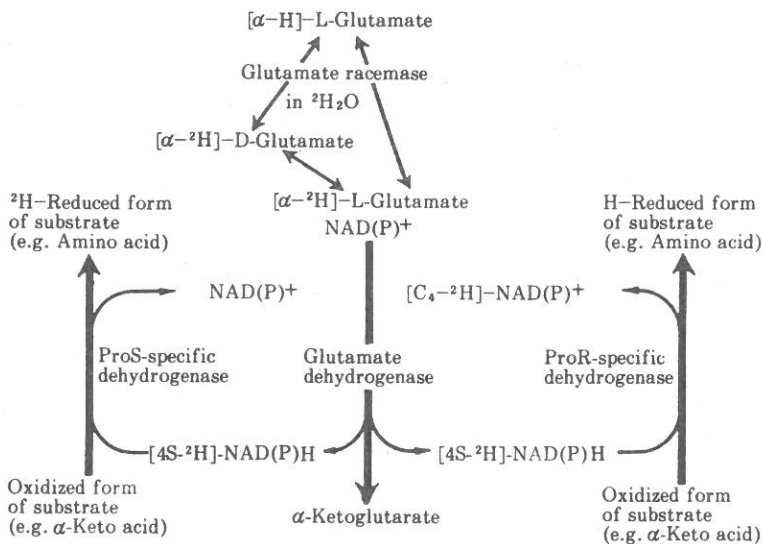 [α-H]-L-Glutamate
Glutamate racemase
in ²H₂O
[α-²H]-D-Glutamate
[α-²H]-L-Glutamate
NAD(P)+
²H-Reduced form
of substrate
(e.g. Amino acid)
H-Reduced form
of substrate
(e.g. Amino acid)
NAD(P)+
[C₄-²H]-NAD(P)+
ProS-specific
dehydrogenase
Glutamate
dehydrogenase
ProR-specific
dehydrogenase
[4S-²H]-NAD(P)H
[4S-²H]-NAD(P)H
Oxidized form
of substrate
(e.g. α-Keto acid)
α-Ketoglutarate
Oxidized form
of substrate
(e.g. α-Keto acid)